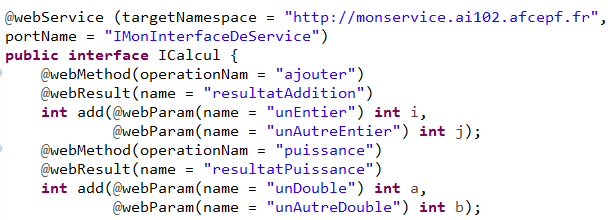 @webService (targetNamespace = "http://monservice.ai102.afcepf.fr",
portName = "IMonInterfaceDeService")
public interface ICalcul {
@webMethod(operationNam = "ajouter")
@webResult(name = "resultatAddition")
int add(@webParam(name = "unEntier") int i,
@webParam(name = "unAutreEntier") int j);
@webMethod(operationNam = "puissance")
@webResult(name = "resultatPuissance")
int add(@webParam(name = "unDouble") int a,
@webParam(name = "unAutreDouble") int b);